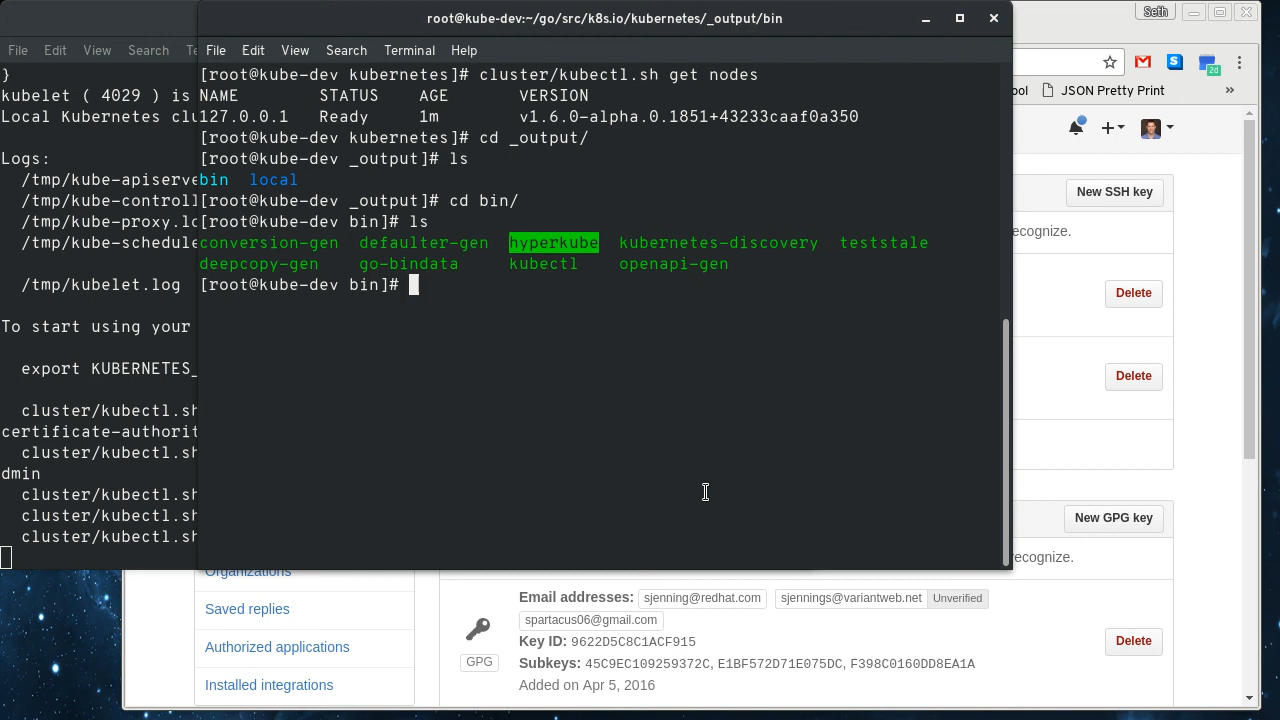 root@kube-dev:~/go/src/k8s.io/kubernetes/_output/bin
File Edit View Search Terminal Help
[root@kube-dev kubernetes]# cluster/kubectl.sh get nodes
NAME STATUS AGE VERSION
127.0.0.1 Ready 1m v1.6.0-alpha.0.1851+43233caaf0a350
[root@kube-dev kubernetes]# cd _output/
[root@kube-dev _output]# ls
bin local
[root@kube-dev _output]# cd bin/
[root@kube-dev bin]# ls
conversion-gen defaulter-gen hyperkube kubernetes-discovery teststale
deepcopy-gen go-bindata kubectl openapi-gen
[root@kube-dev bin]#
File Edit View Search Te
}
kubelet ( 4029 ) is
Local Kubernetes clu
Logs:
/tmp/kube-apiserve
/tmp/kube-controll
/tmp/kube-proxy.lo
/tmp/kube-schedule
/tmp/kubelet.log
To start using your
export KUBERNETES_
cluster/kubectl.sh
certificate-authorit
cluster/kubectl.sh
dmin
cluster/kubectl.sh
cluster/kubectl.sh
cluster/kubectl.sh
Seth
2d
ool JSON Pretty Print »
New SSH key
ecognize.
Delete
Delete
New GPG key
ecognize.
Organizations
Saved replies
Authorized applications
Installed integrations
Email addresses: sjenning@redhat.com sjennings@variantweb.net Unverified
spartacus06@gmail.com
Key ID: 9622D5C8C1ACF915
GPG
Subkeys: 45C9EC109259372C, E1BF572D71E075DC, F398C0160DD8EA1A
Added on Apr 5, 2016
Delete